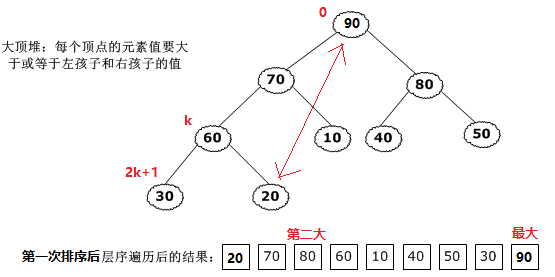 0
90
大顶堆：每个顶点的元素值要大
于或等于左孩子和右孩子的值
70
80
k
60
10
40
50
2k+1
30
20
第二大
最大
第一次排序后层序遍历后的结果：
20 70 80 60 10 40 50 30 90